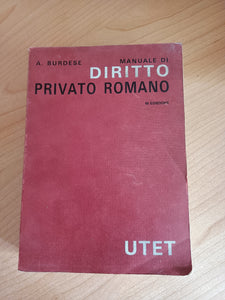 A. BURDESE MANUALE DI
DIRITTO
PRIVATO ROMANO
UTET